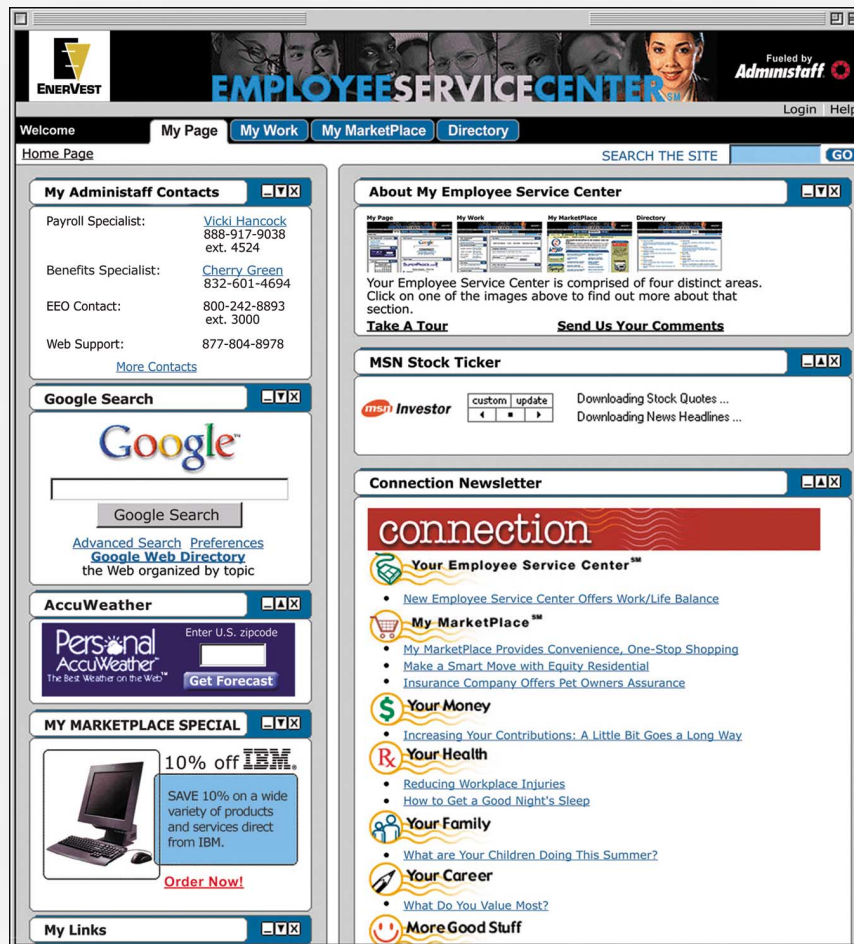 ENERVEST
EMPLOYEESERVICECENTER SM
Fueled by
Administaff
Login Help
Welcome
My Page
My Work
My MarketPlace
Directory
Home Page
SEARCH THE SITE
GO
My Administaff Contacts
Payroll Specialist: Vicki Hancock
888-917-9038
ext. 4524
Benefits Specialist: Cherry Green
832-601-4694
EEO Contact: 800-242-8893
ext. 3000
Web Support: 877-804-8978
More Contacts
Google Search
Google™
Google Search
Advanced Search Preferences
Google Web Directory
the Web organized by topic
AccuWeather
Personal
AccuWeather™
The Best Weather on the Web™
Enter U.S. zipcode
Get Forecast
MY MARKETPLACE SPECIAL
10% off IBM.
SAVE 10% on a wide
variety of products
and services direct
from IBM.
Order Now!
My Links
About My Employee Service Center
My Page My Work My MarketPlace Directory
Your Employee Service Center is comprised of four distinct areas.
Click on one of the images above to find out more about that
section.
Take A Tour Send Us Your Comments
MSN Stock Ticker
msn Investor
custom update
Downloading Stock Quotes ...
Downloading News Headlines ...
Connection Newsletter
connection
Your Employee Service Center SM
• New Employee Service Center Offers Work/Life Balance
My MarketPlace SM
• My MarketPlace Provides Convenience, One-Stop Shopping
• Make a Smart Move with Equity Residential
• Insurance Company Offers Pet Owners Assurance
$ Your Money
• Increasing Your Contributions: A Little Bit Goes a Long Way
Rx Your Health
• Reducing Workplace Injuries
• How to Get a Good Night's Sleep
Your Family
• What are Your Children Doing This Summer?
Your Career
• What Do You Value Most?
More Good Stuff